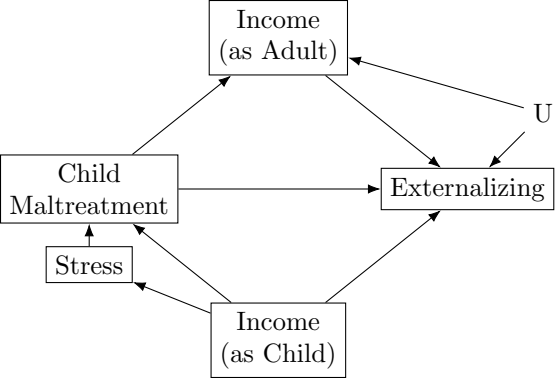 Income
(as Adult)
U
Child
Maltreatment
Externalizing
Stress
Income
(as Child)